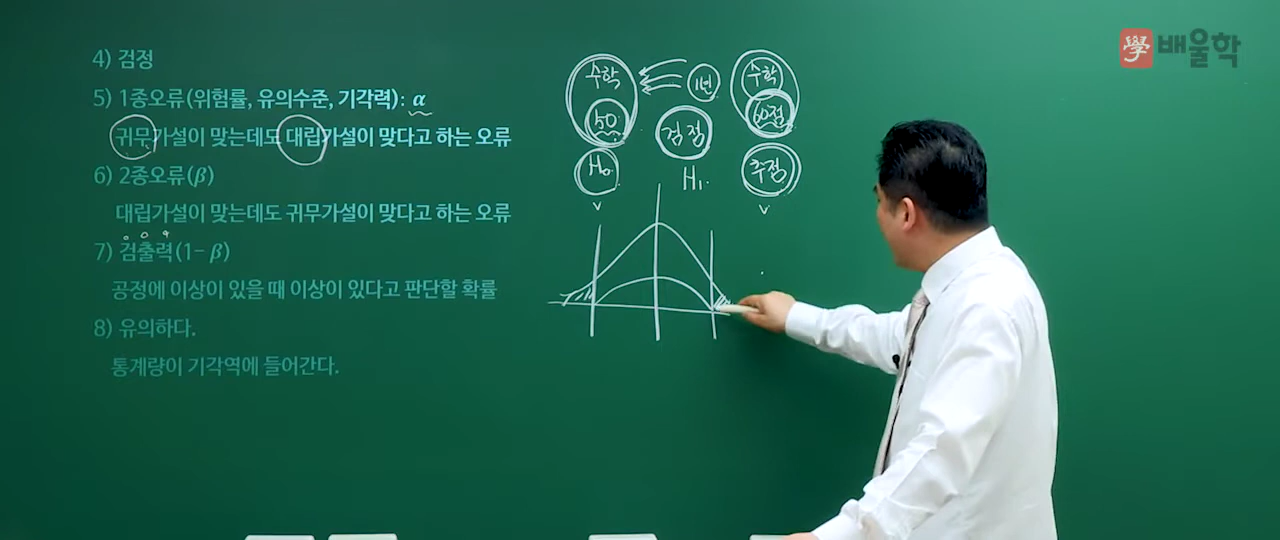 學 배울학
4) 검정
5) 1종오류(위험률, 유의수준, 기각력): α
귀무가설이 맞는데도 대립가설이 맞다고 하는 오류
6) 2종오류(β)
대립가설이 맞는데도 귀무가설이 맞다고 하는 오류
7) 검출력(1- β)
공정에 이상이 있을 때 이상이 있다고 판단할 확률
8) 유의하다.
통계량이 기각역에 들어간다.
수학 1년 수학
50 검정 60점
H₀ H₁ 추정